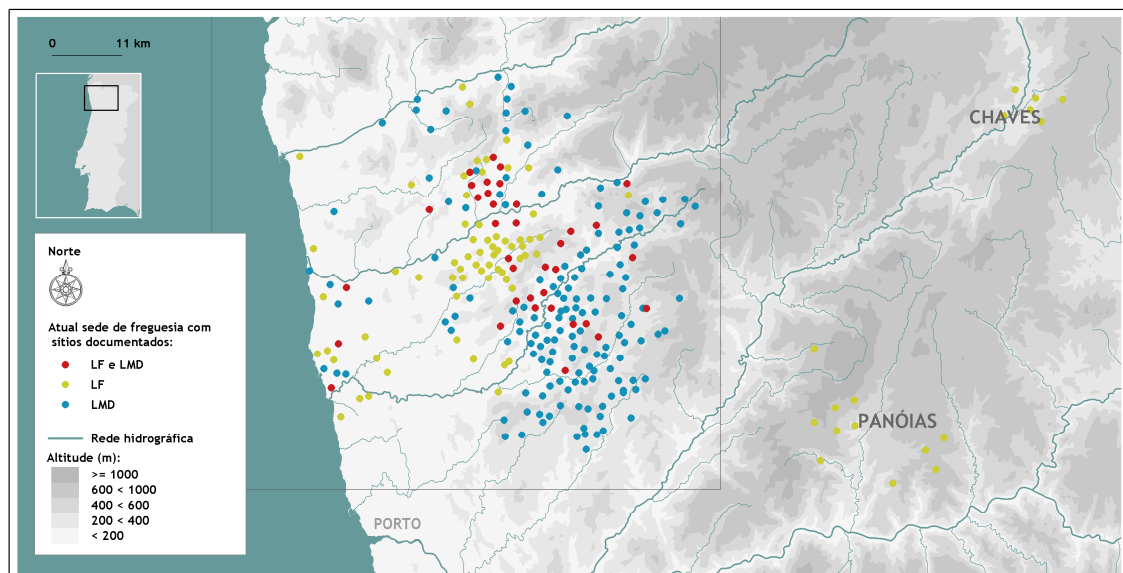 0 11 km
CHAVES
Norte
Atual sede de freguesia com
sítios documentados:
LF e LMD
LF
LMD
Rede hidrográfica
Altitude (m):
>= 1000
600 < 1000
400 < 600
200 < 400
< 200
PANÓIAS
PORTO